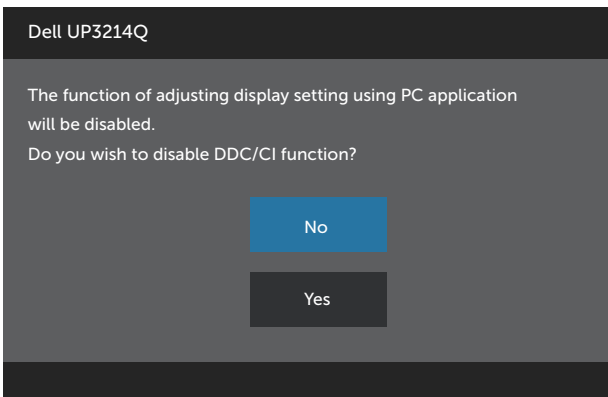 Dell UP3214Q
The function of adjusting display setting using PC application
will be disabled.
Do you wish to disable DDC/CI function?
No
Yes